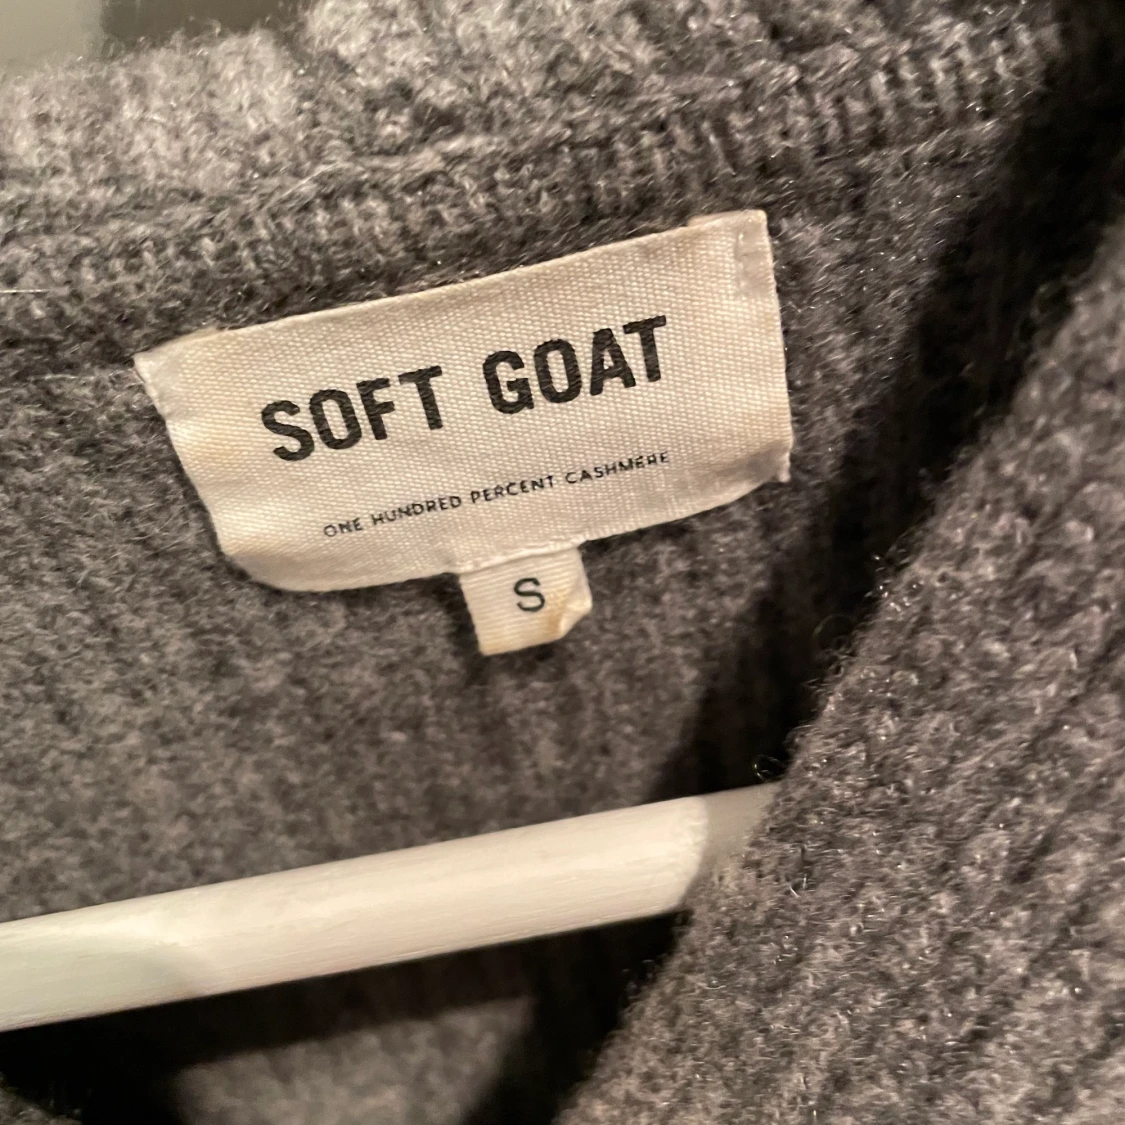 SOFT GOAT
ONE HUNDRED PERCENT CASHMERE
S